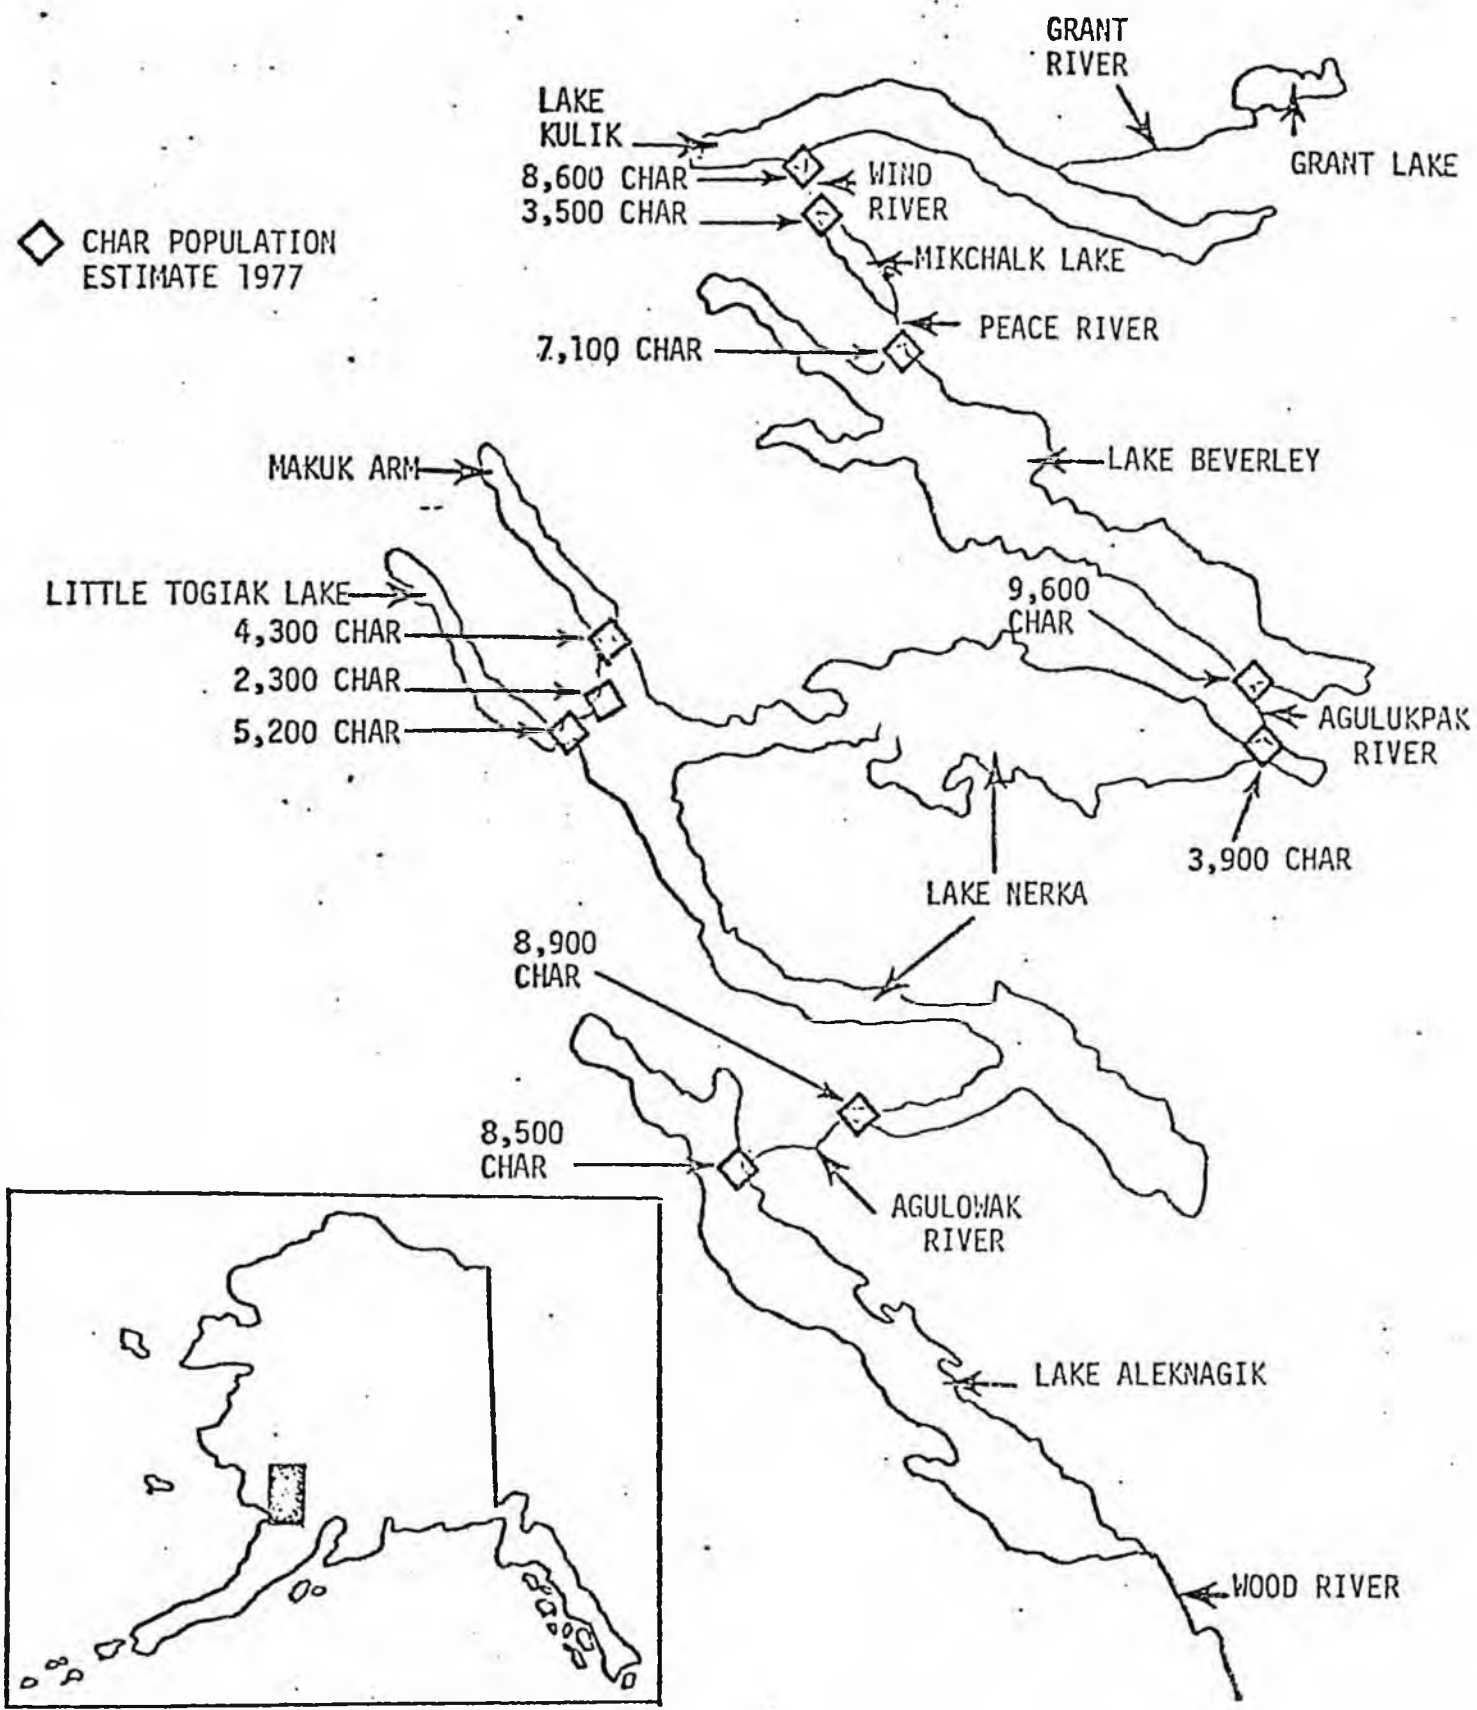 GRANT
RIVER
LAKE
KULIK
GRANT LAKE
8,600 CHAR
WIND
RIVER
3,500 CHAR
CHAR POPULATION
ESTIMATE 1977
MIKCHALK LAKE
PEACE RIVER
7,100 CHAR
MAKUK ARM
LAKE BEVERLEY
LITTLE TOGIAK LAKE
9,600
CHAR
4,300 CHAR
2,300 CHAR
5,200 CHAR
AGULUKPAK
RIVER
3,900 CHAR
LAKE NERKA
8,900
CHAR
8,500
CHAR
AGULOWAK
RIVER
LAKE ALEKNAGIK
WOOD RIVER